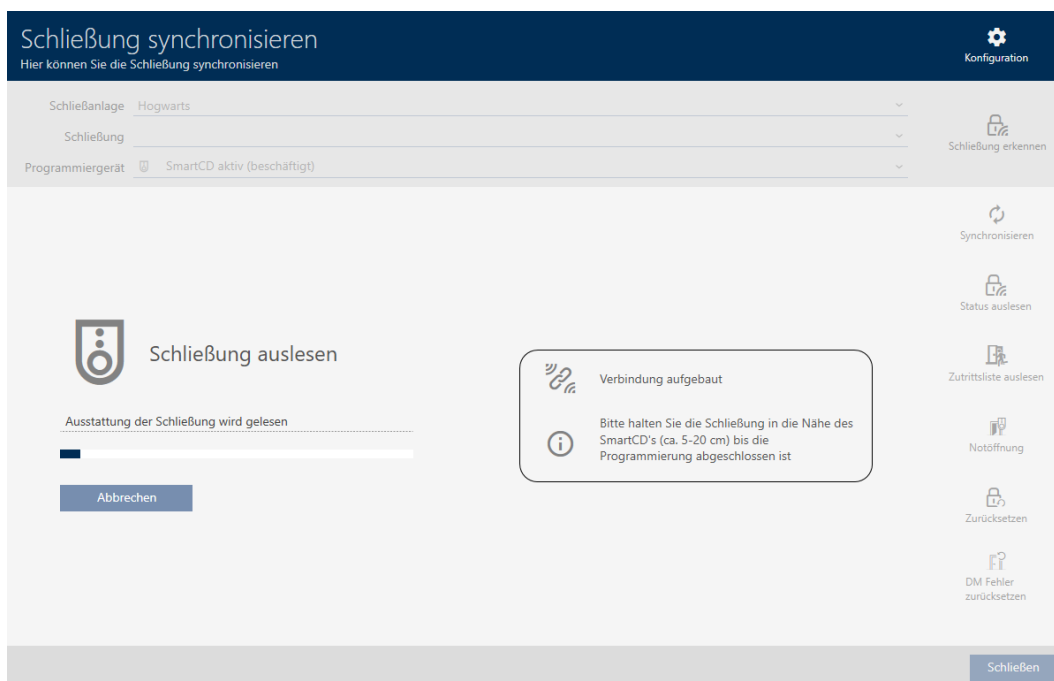 Schließung synchronisieren
Hier können Sie die Schließung synchronisieren
Konfiguration
Schließanlage Hogwarts
Schließung
Programmiergerät SmartCD aktiv (beschäftigt)
Schließung erkennen
Synchronisieren
Status auslesen
Zutrittsliste auslesen
Notöffnung
Zurücksetzen
DM Fehler
zurücksetzen
Schließung auslesen
Ausstattung der Schließung wird gelesen
Abbrechen
Verbindung aufgebaut
Bitte halten Sie die Schließung in die Nähe des
SmartCD's (ca. 5-20 cm) bis die
Programmierung abgeschlossen ist
Schließen